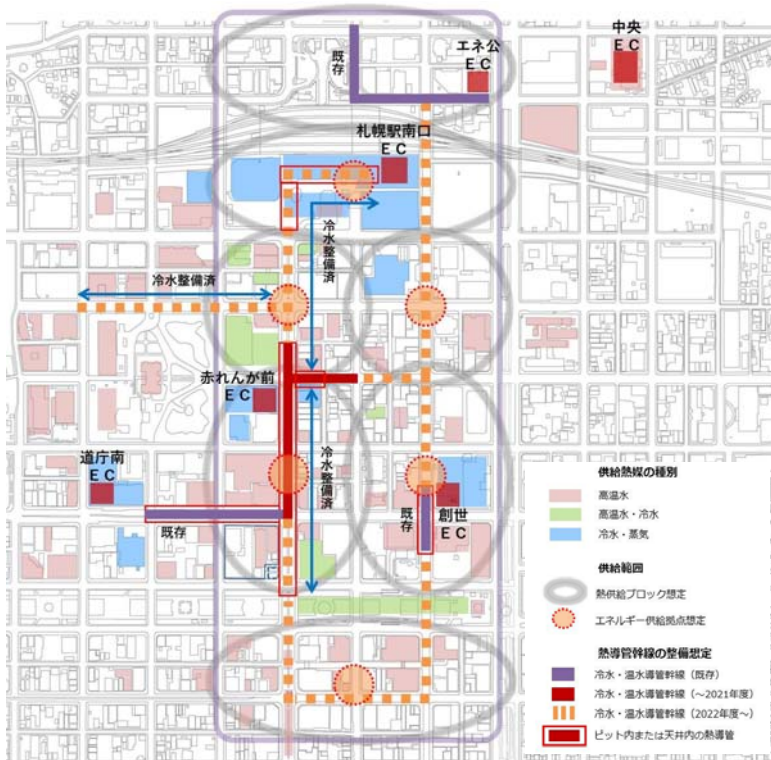 既存
エネ公
ＥＣ
中央
ＥＣ
札幌駅南口
ＥＣ
冷水整備済
冷水整備済
赤れんが前
ＥＣ
道庁南
ＥＣ
冷水整備済
既存
既存
創世
ＥＣ
供給熱媒の種別
高温水
高温水・冷水
冷水・蒸気
供給範囲
熱供給ブロック想定
エネルギー供給拠点想定
熱導管幹線の整備想定
冷水・温水導管幹線（既存）
冷水・温水導管幹線（～2021年度）
冷水・温水導管幹線（2022年度～）
ピット内または天井内の熱導管